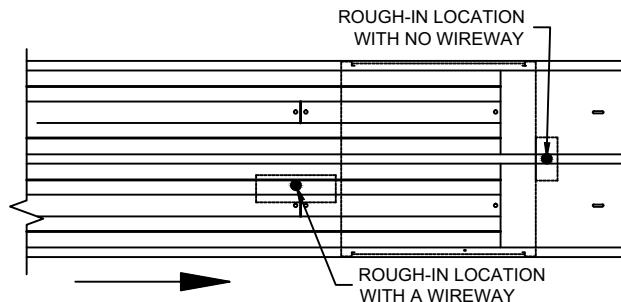 ROUGH-IN LOCATION
WITH NO WIREWAY
ROUGH-IN LOCATION
WITH A WIREWAY